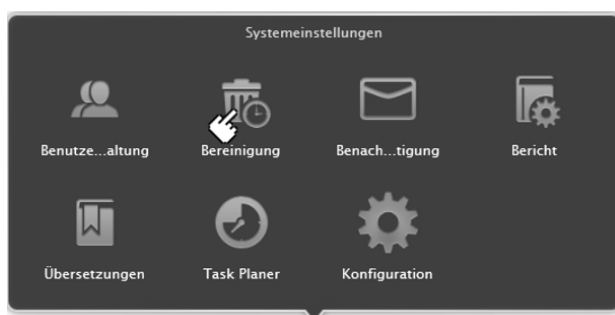 Systemeinstellungen
Benutze...altung Bereinigung Benach...tigung Bericht
Übersetzungen Task Planer Konfiguration